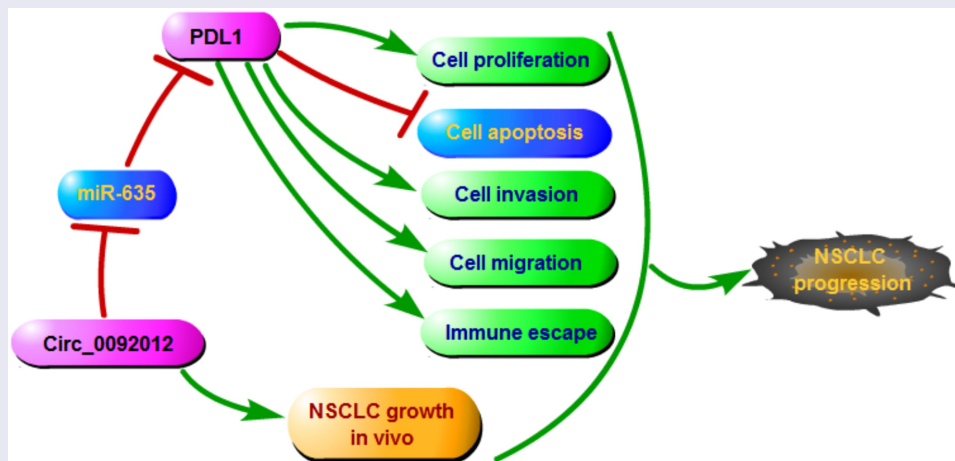 PDL1
Cell proliferation
Cell apoptosis
miR-635
Cell invasion
Cell migration
NSCLC
progression
Immune escape
Circ_0092012
NSCLC growth
in vivo